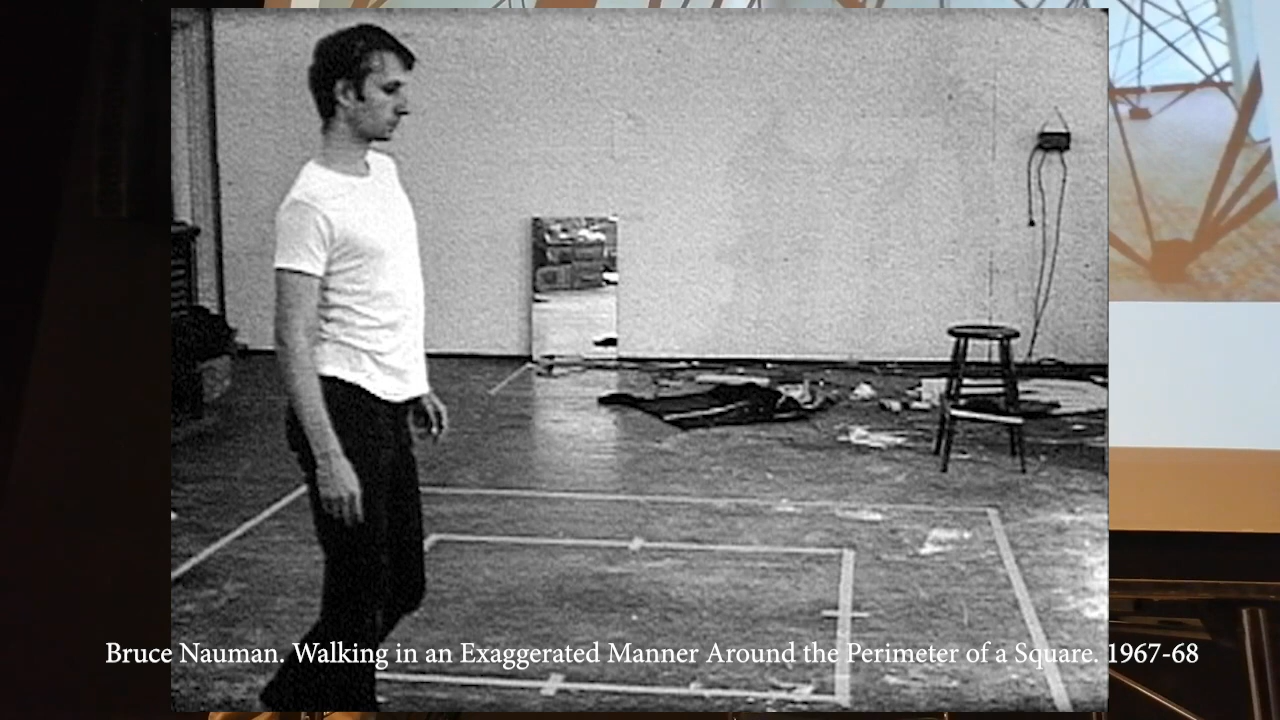 Bruce Nauman. Walking in an Exaggerated Manner Around the Perimeter of a Square. 1967-68